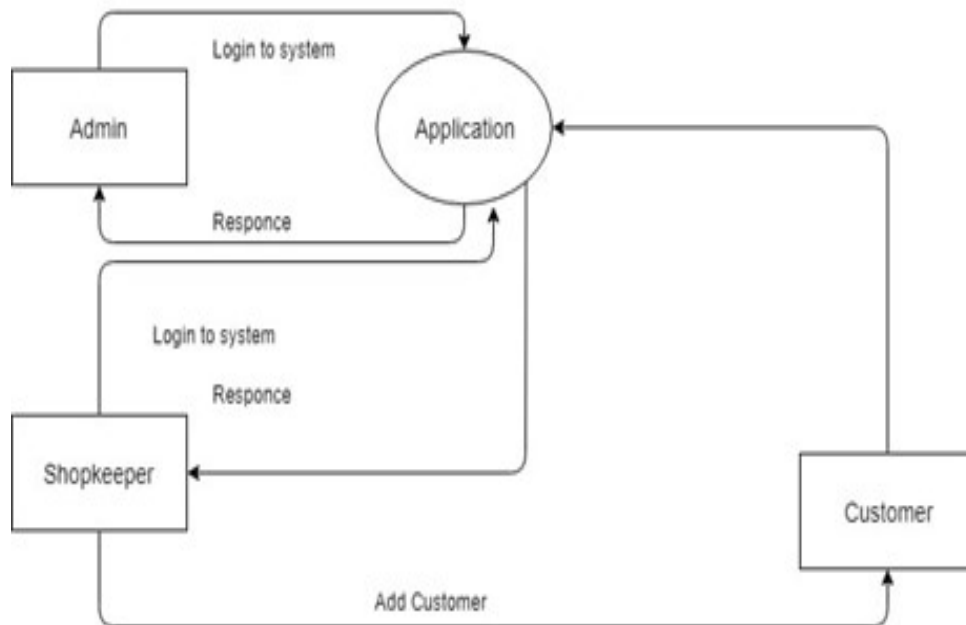 Login to system
Admin
Application
Responce
Login to system
Responce
Shopkeeper
Customer
Add Customer